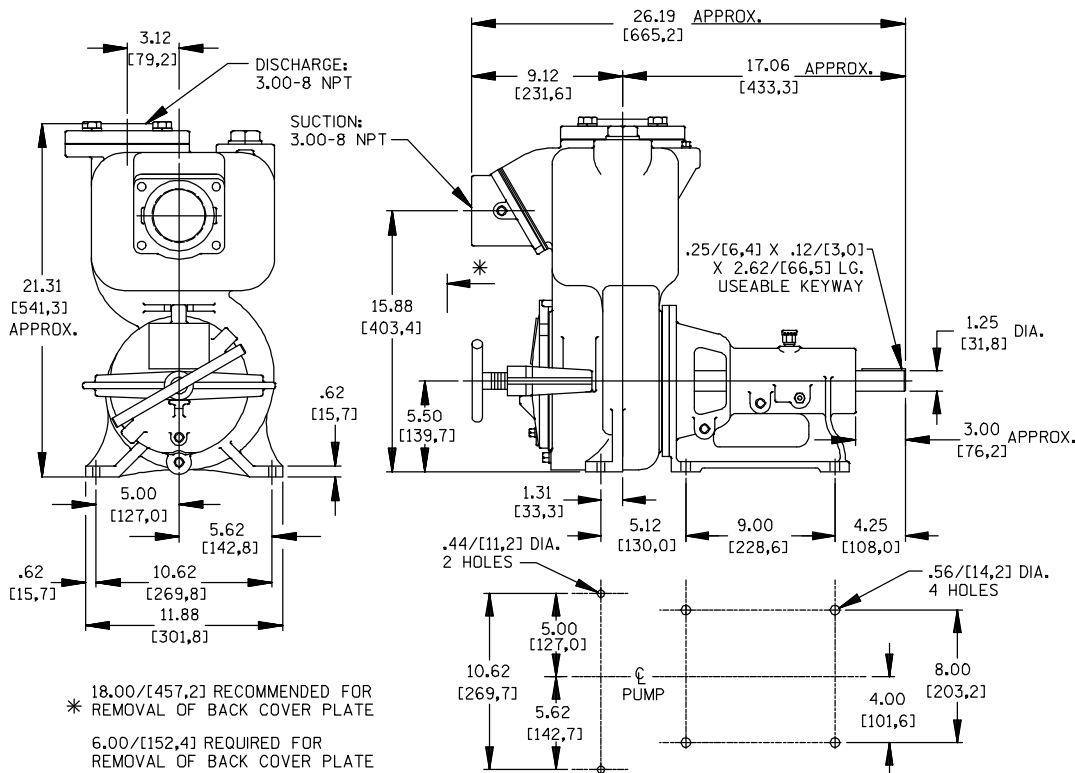 26.19 APPROX.
[665,2]
3.12
[79,2]
DISCHARGE:
3.00-8 NPT
9.12
[231,6]
17.06 APPROX.
[433,3]
SUCTION:
3.00-8 NPT
.25/[6,4] X .12/[3,0]
X 2.62/[66,5] LG.
USEABLE KEYWAY
*
21.31
[541,3]
APPROX.
15.88
[403,4]
1.25 DIA.
[31,8]
.62
[15,7]
5.50
[139,7]
3.00 APPROX.
[76,2]
5.00
[127,0]
5.62
[142,8]
1.31
[33,3]
5.12
[130,0]
9.00
[228,6]
4.25
[108,0]
.62
[15,7]
10.62
[269,8]
11.88
[301,8]
.44/[11,2] DIA.
2 HOLES
.56/[14,2] DIA.
4 HOLES
5.00
[127,0]
10.62
[269,7]
℄
PUMP
5.62
[142,7]
8.00
[203,2]
4.00
[101,6]
* 18.00/[457,2] RECOMMENDED FOR
REMOVAL OF BACK COVER PLATE
6.00/[152,4] REQUIRED FOR
REMOVAL OF BACK COVER PLATE